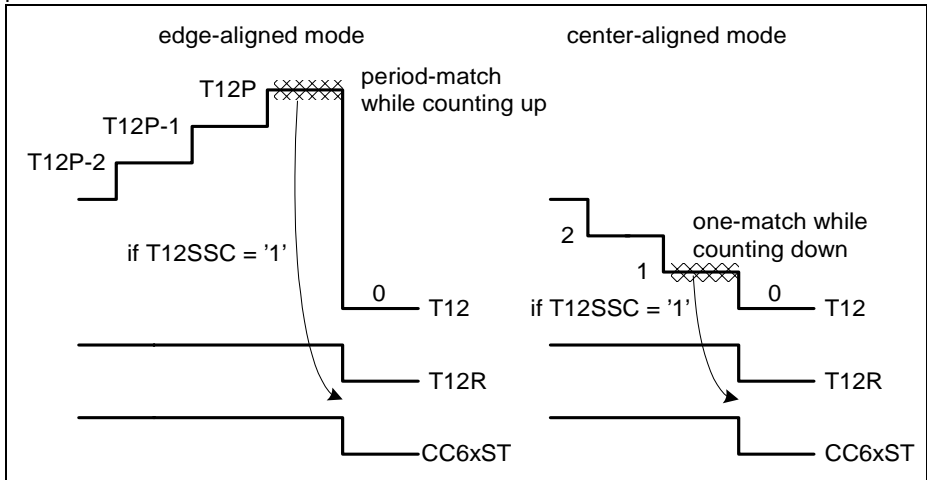 edge-aligned mode
T12P
period-match
while counting up
T12P-1
T12P-2
if T12SSC = '1'
0
T12
T12R
CC6xST
center-aligned mode
2
one-match while
counting down
1
0
if T12SSC = '1'
T12
T12R
CC6xST